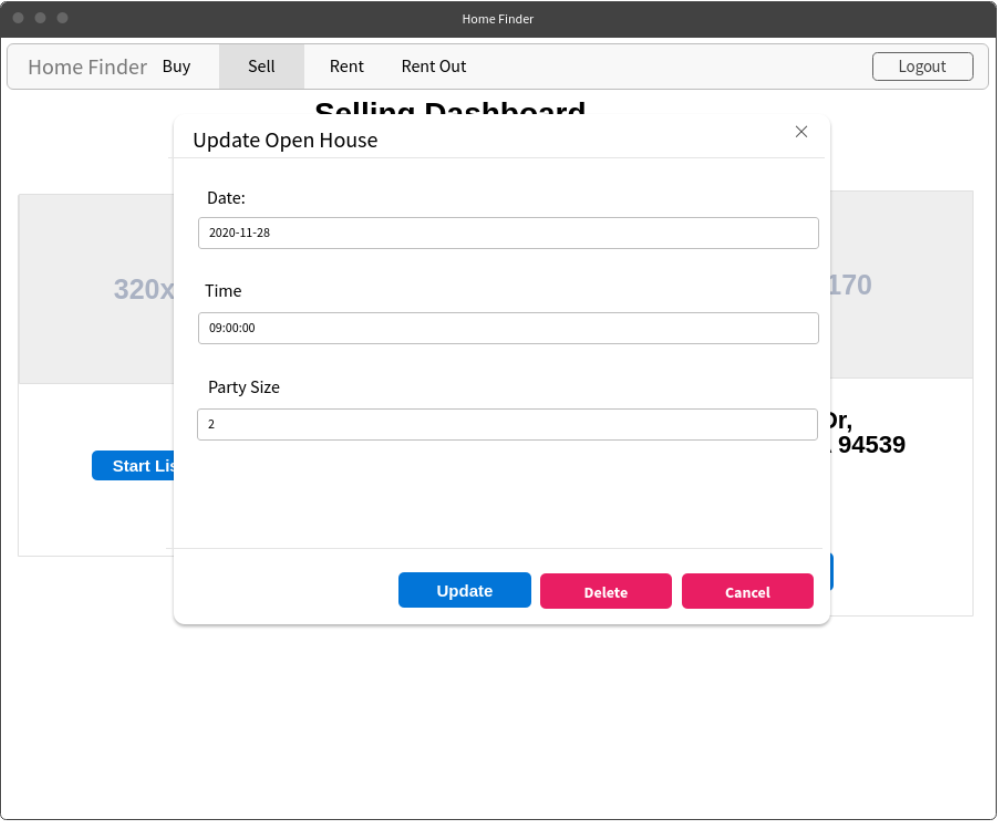 Home Finder
Home Finder Buy Sell Rent Rent Out Logout
Selling Dashboard
Update Open House
Date:
2020-11-28
Time
09:00:00
Party Size
2
Update Delete Cancel
320x
170
Start Lis
Dr,
94539